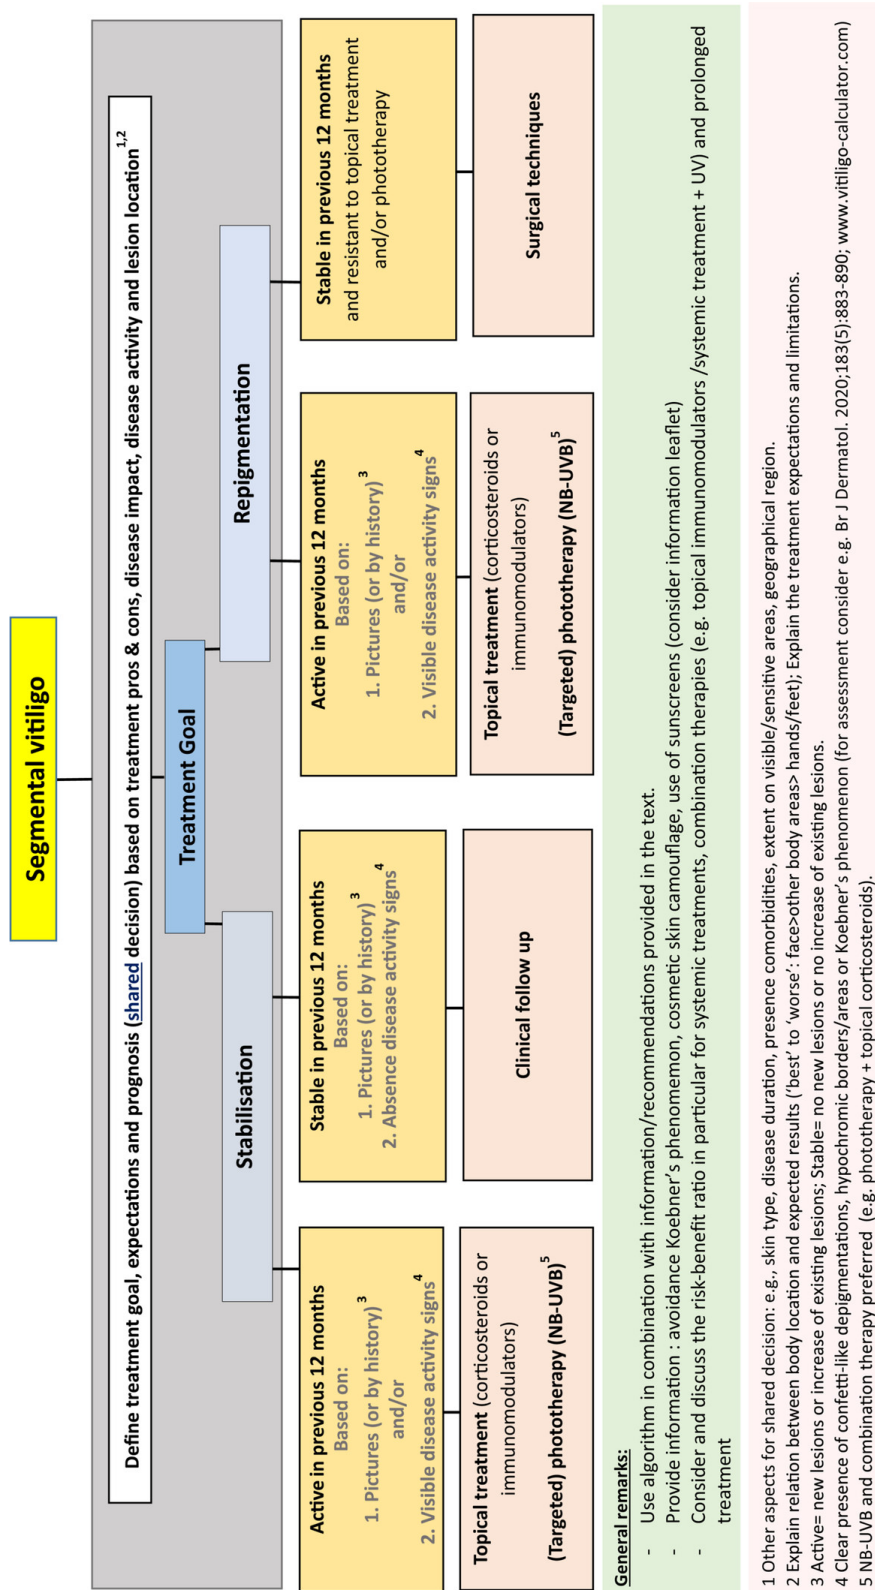 Segmental vitiligo
Define treatment goal, expectations and prognosis (shared decision) based on treatment pros & cons, disease impact, disease activity and lesion location1,2
Treatment Goal
Stabilisation
Repigmentation
Active in previous 12 months
Based on:
1. Pictures (or by history)3
and/or
2. Visible disease activity signs4
Stable in previous 12 months
Based on:
1. Pictures (or by history)3
2. Absence disease activity signs4
Active in previous 12 months
Based on:
1. Pictures (or by history)3
and/or
2. Visible disease activity signs4
Stable in previous 12 months
and resistant to topical treatment
and/or phototherapy
Topical treatment (corticosteroids or
immunomodulators)
(Targeted) phototherapy (NB-UVB)5
Clinical follow up
Topical treatment (corticosteroids or
immunomodulators)
(Targeted) phototherapy (NB-UVB)5
Surgical techniques
General remarks:
- Use algorithm in combination with information/recommendations provided in the text.
- Provide information : avoidance Koebner's phenomemon, cosmetic skin camouflage, use of sunscreens (consider information leaflet)
- Consider and discuss the risk-benefit ratio in particular for systemic treatments, combination therapies (e.g. topical immunomodulators /systemic treatment + UV) and prolonged
treatment
1 Other aspects for shared decision: e.g., skin type, disease duration, presence comorbidities, extent on visible/sensitive areas, geographical region.
2 Explain relation between body location and expected results ('best' to 'worse': face>other body areas> hands/feet); Explain the treatment expectations and limitations.
3 Active= new lesions or increase of existing lesions; Stable= no new lesions or no increase of existing lesions.
4 Clear presence of confetti-like depigmentations, hypochromic borders/areas or Koebner's phenomenon (for assessment consider e.g. Br J Dermatol. 2020;183(5):883-890; www.vitiligo-calculator.com)
5 NB-UVB and combination therapy preferred (e.g. phototherapy + topical corticosteroids).